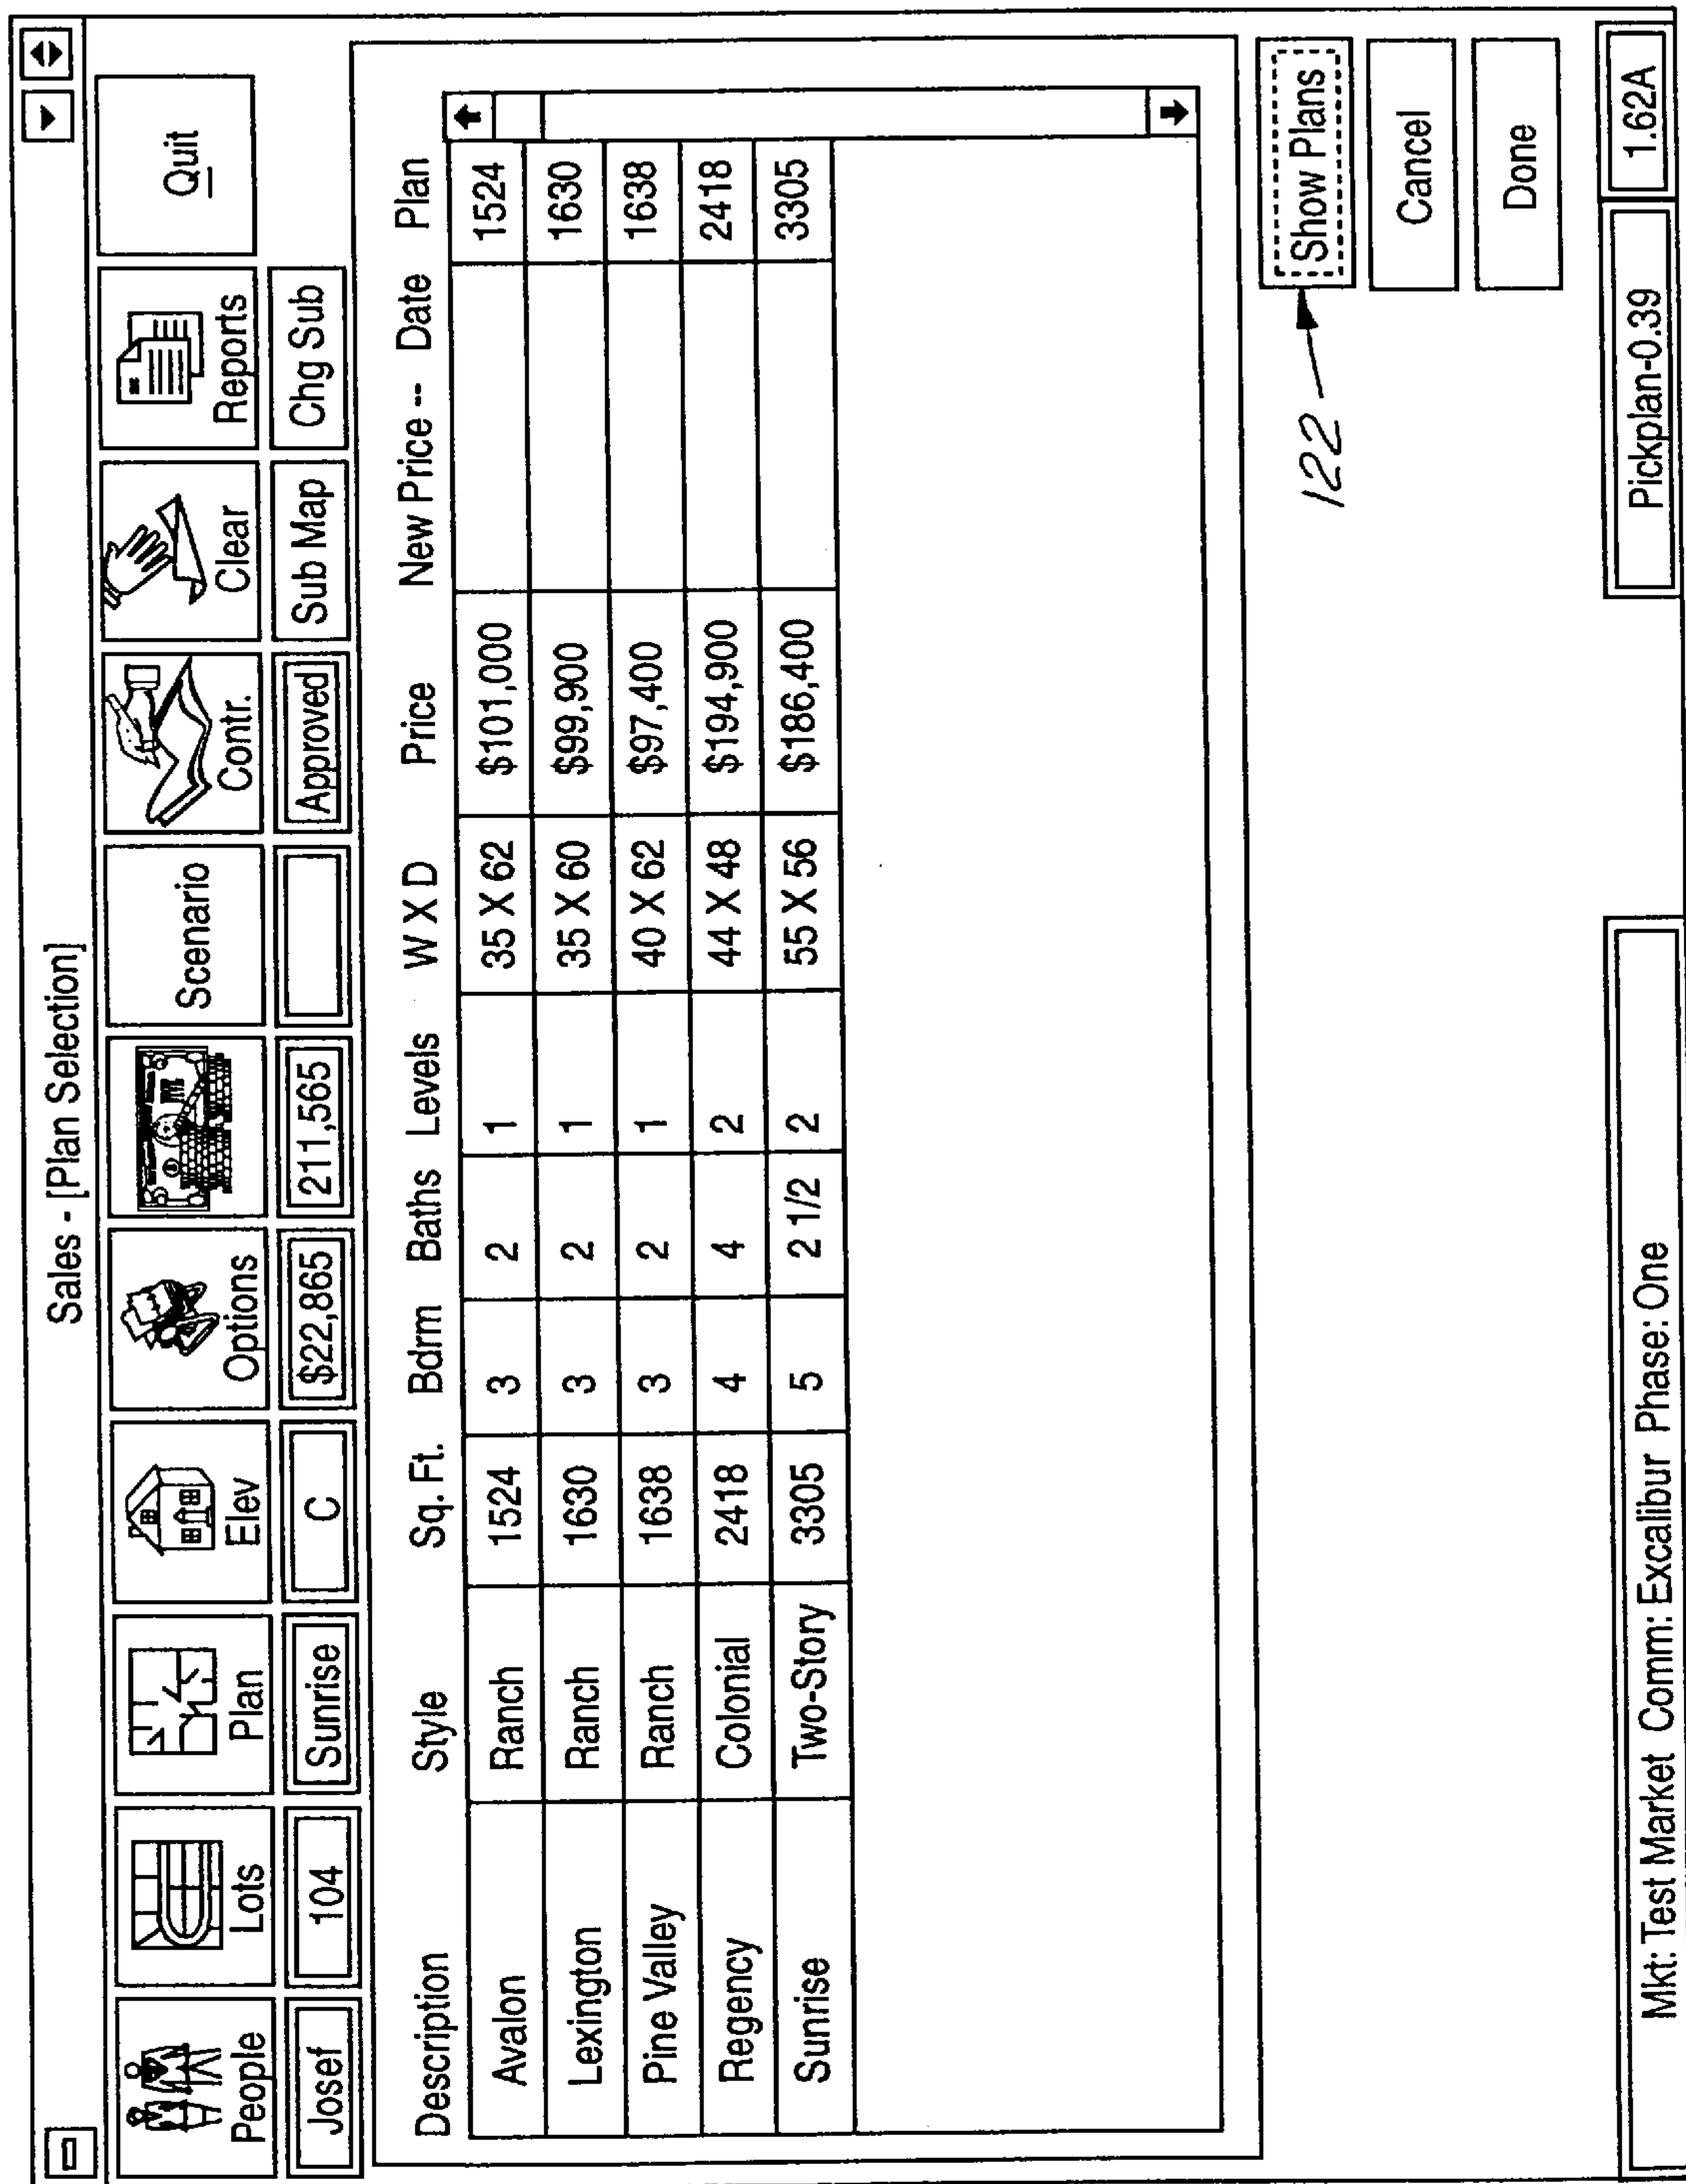 Sales - [Plan Selection]
People Lots Plan Elev Options Scenario Contr. Clear Reports Quit
Josef 104 Sunrise C $22,865 211,565 Approved Sub Map Chg Sub
Description Style Sq. Ft. Bdrm Baths Levels W X D Price New Price -- Date Plan
Avalon Ranch 1524 3 2 1 35 X 62 $101,000 1524
Lexington Ranch 1630 3 2 1 35 X 60 $99,900 1630
Pine Valley Ranch 1638 3 2 1 40 X 62 $97,400 1638
Regency Colonial 2418 4 4 2 44 X 48 $194,900 2418
Sunrise Two-Story 3305 5 2 1/2 2 55 X 56 $186,400 3305
122 Show Plans
Cancel
Done
Mkt: Test Market Comm: Excalibur Phase: One Pickplan-0.39 1.62A